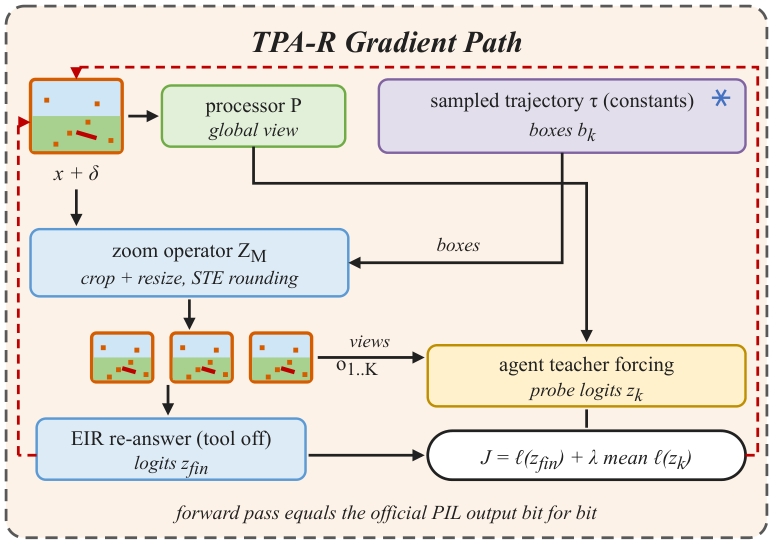 TPA-R Gradient Path
processor P
global view
sampled trajectory τ (constants)
boxes b_k
x + δ
zoom operator Z_M
crop + resize, STE rounding
boxes
views
o_1..K
agent teacher forcing
probe logits z_k
EIR re-answer (tool off)
logits z_fin
J = ℓ(z_fin) + λ mean ℓ(z_k)
forward pass equals the official PIL output bit for bit